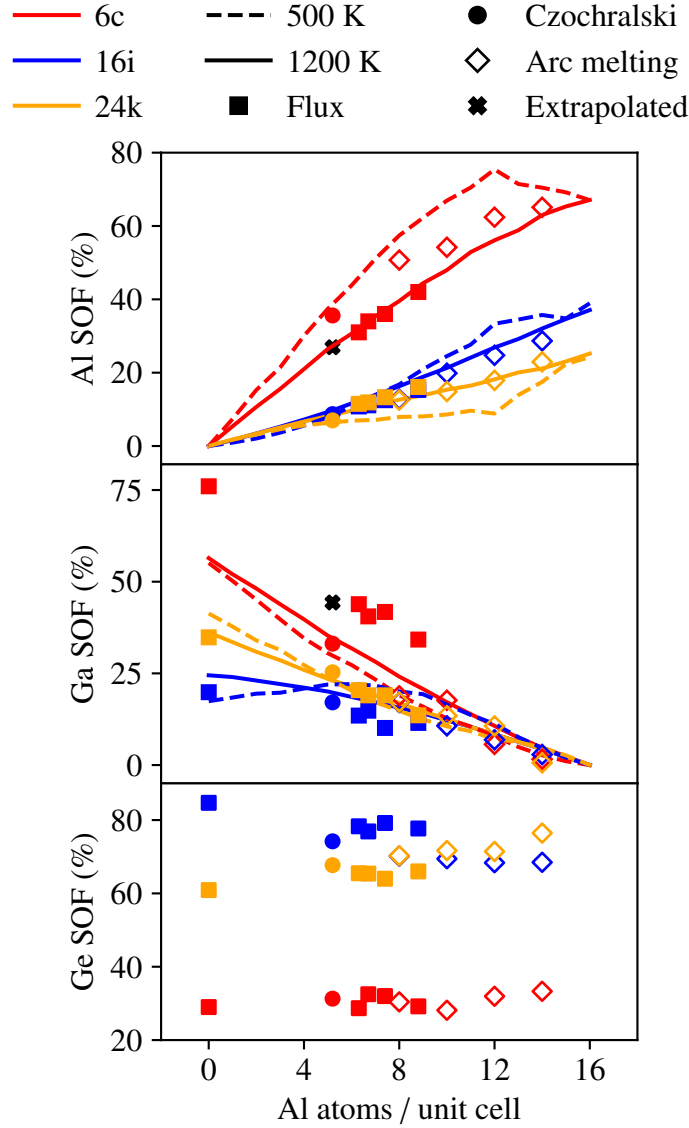 6c 500 K Czochralski
16i 1200 K Arc melting
24k Flux Extrapolated
80
60
40
20
0
Al SOF (%)
75
50
25
0
Ga SOF (%)
80
60
40
20
Ge SOF (%)
0 4 8 12 16
Al atoms / unit cell